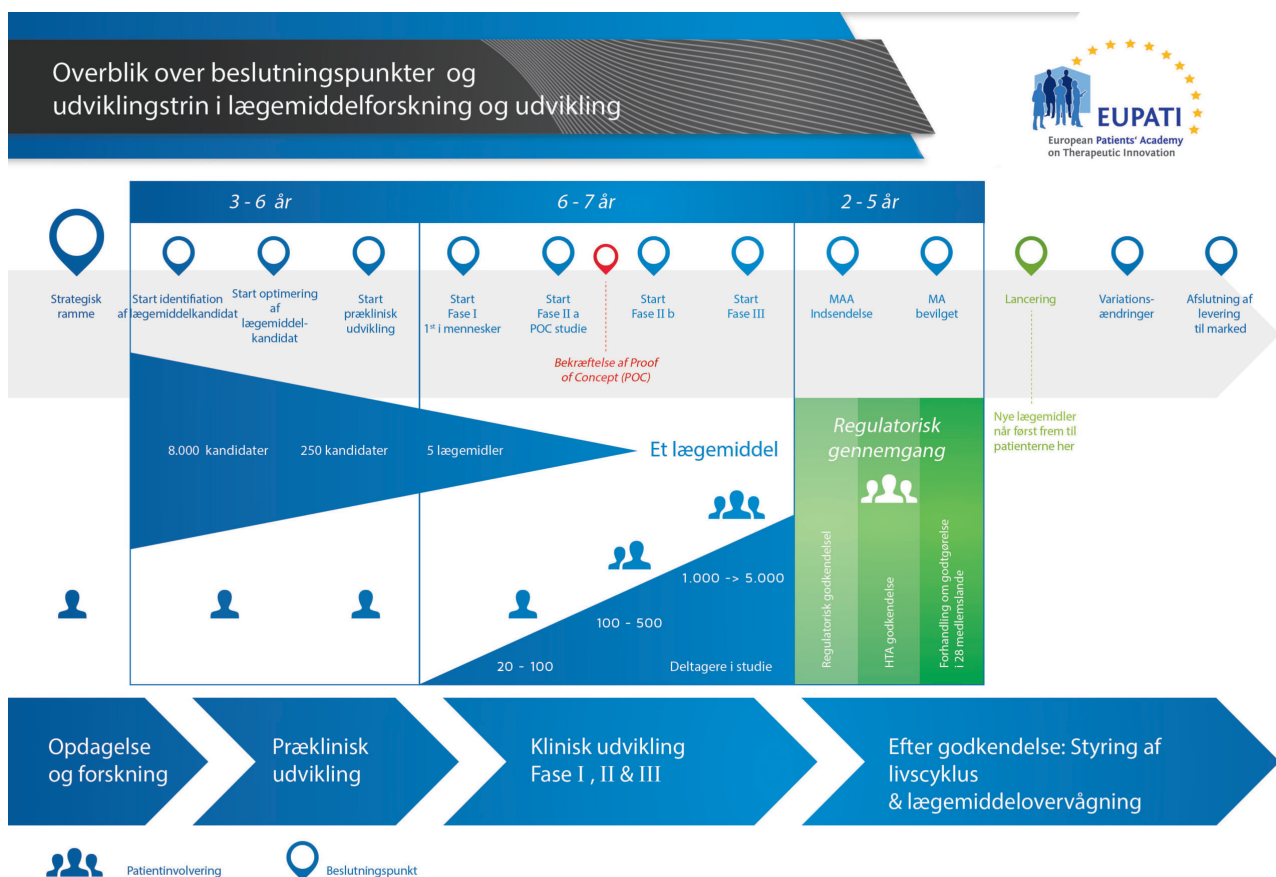 Overblik over beslutningspunkter og
udviklingstrin i lægemiddelforskning og udvikling
EUPATI
European Patients' Academy
on Therapeutic Innovation
3 - 6 år
6 - 7 år
2 - 5 år
Strategisk
ramme
Start identifiation
af lægemiddelkandidat
Start optimering
af
lægemiddel-
kandidat
Start
præklinisk
udvikling
Start
Fase I
1st i mennesker
Start
Fase II a
POC studie
Bekræftelse af Proof
of Concept (POC)
Start
Fase II b
Start
Fase III
MAA
Indsendelse
MA
bevilget
Lancering
Variations-
ændringer
Afslutning af
levering
til marked
Nye lægemidler
når først frem til
patienterne her
8.000 kandidater
250 kandidater
5 lægemidler
Et lægemiddel
Regulatorisk
gennemgang
1.000 -> 5.000
100 - 500
20 - 100
Deltagere i studie
Regulatorisk godkendelsel
HTA godkendelse
Forhandling om godtgørelse
i 28 medlemslande
Opdagelse
og forskning
Præklinisk
udvikling
Klinisk udvikling
Fase I , II & III
Efter godkendelse: Styring af
livscyklus
& lægemiddelovervågning
Patientinvolvering
Beslutningspunkt